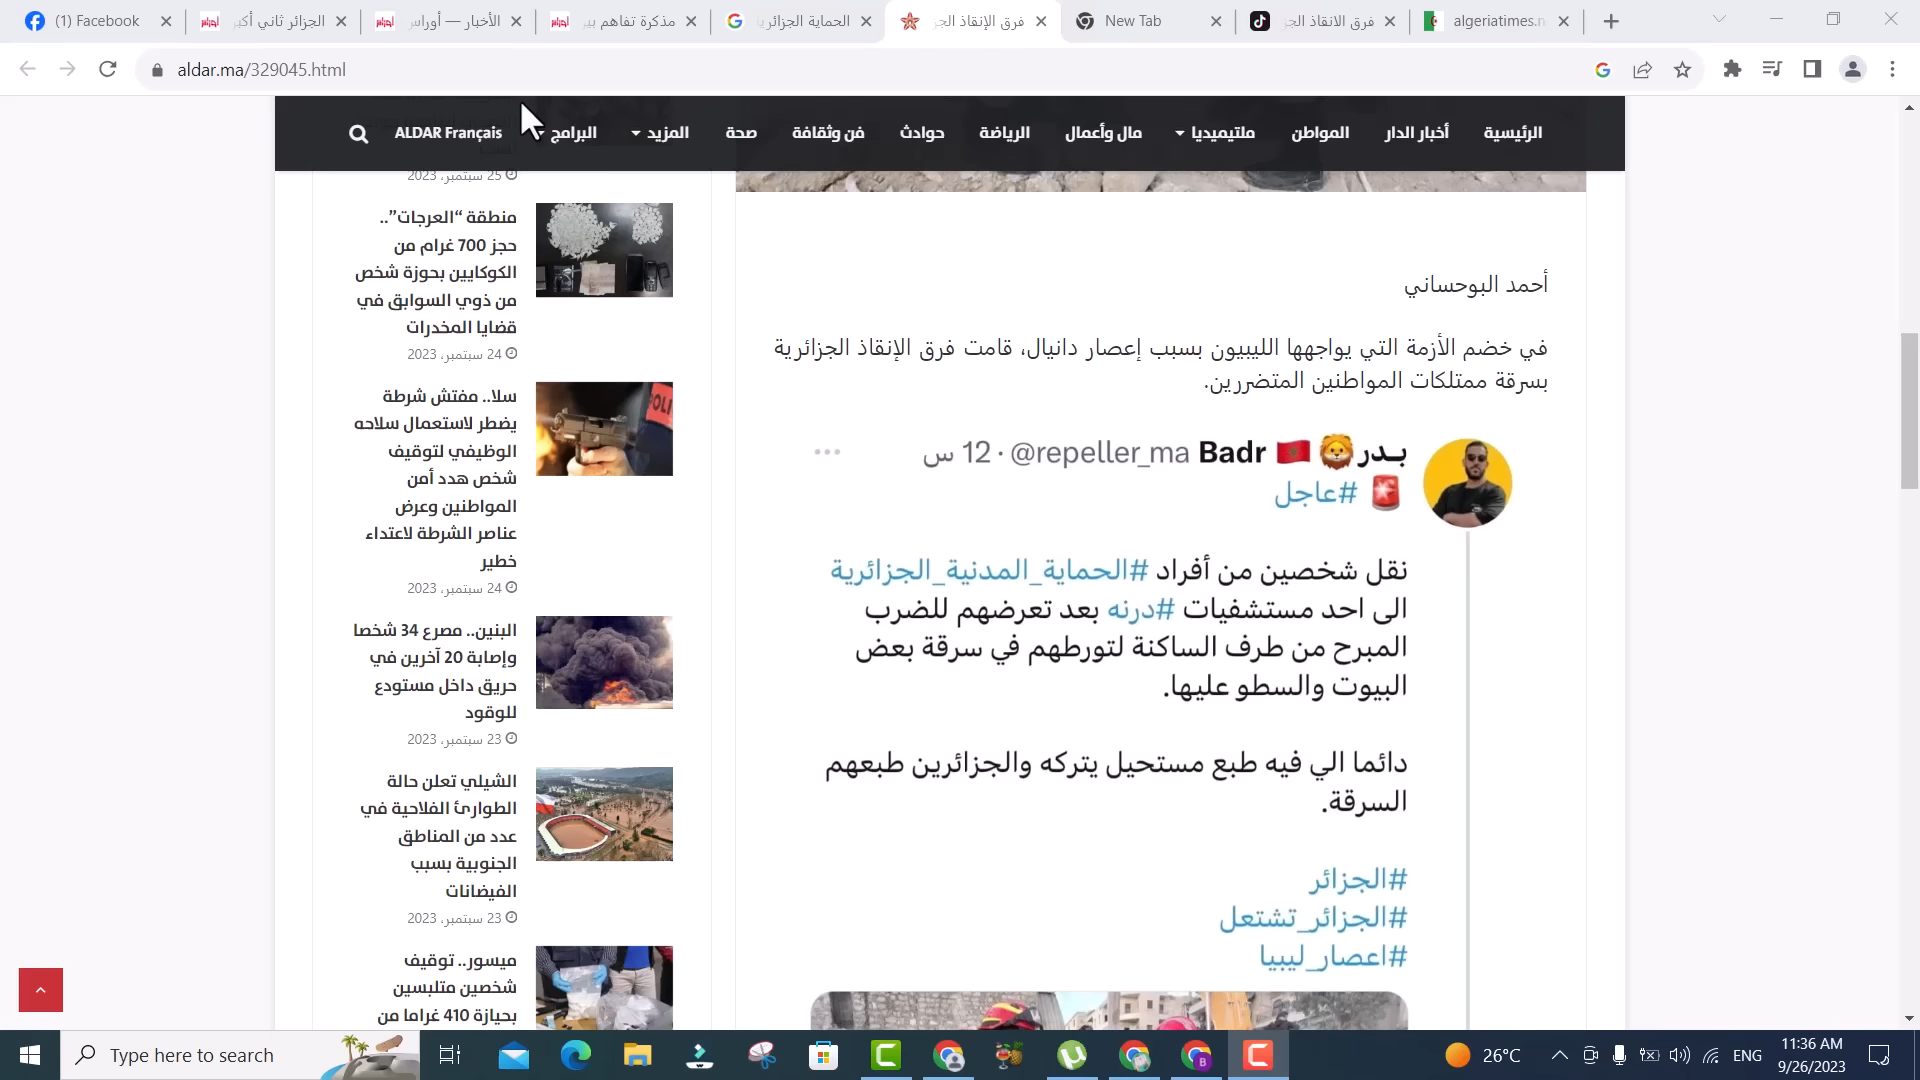 (1) Facebook
الجزائر ثاني أكبر
الأخبار — أوراس
مذكرة تفاهم بين
الحماية الجزائرية
فرق الإنقاذ الجز
New Tab
فرق الانقاذ الجز
algeriatimes.n
aldar.ma/329045.html
الرئيسية
أخبار الدار
المواطن
ملتيميديا
مال وأعمال
الرياضة
حوادث
فن وثقافة
صحة
المزيد
البرامج
ALDAR Français
25 سبتمبر، 2023
منطقة “العرجات”..
حجز 700 غرام من
الكوكايين بحوزة شخص
من ذوي السوابق في
قضايا المخدرات
24 سبتمبر، 2023
سلا.. مفتش شرطة
يضطر لاستعمال سلاحه
الوظيفي لتوقيف
شخص هدد أمن
المواطنين وعرض
عناصر الشرطة لاعتداء
خطير
24 سبتمبر، 2023
البنين.. مصرع 34 شخصا
وإصابة 20 آخرين في
حريق داخل مستودع
للوقود
23 سبتمبر، 2023
الشيلي تعلن حالة
الطوارئ الفلاحية في
عدد من المناطق
الجنوبية بسبب
الفيضانات
23 سبتمبر، 2023
ميسور.. توقيف
شخصين متلبسين
بحيازة 410 غراما من
أحمد البوحساني
في خضم الأزمة التي يواجهها الليبيون بسبب إعصار دانيال، قامت فرق الإنقاذ الجزائرية
بسرقة ممتلكات المواطنين المتضررين.
بـدر🦁🇲🇦 Badr @repeller_ma · 12 س
🚨 #عاجل
نقل شخصين من أفراد #الحماية_المدنية_الجزائرية
الى احد مستشفيات #درنه بعد تعرضهم للضرب
المبرح من طرف الساكنة لتورطهم في سرقة بعض
البيوت والسطو عليها.
دائما الي فيه طبع مستحيل يتركه والجزائرين طبعهم
السرقة.
#الجزائر
#الجزائر_تشتعل
#اعصار_ليبيا
POLI
Type here to search
26°C
ENG
11:36 AM
9/26/2023